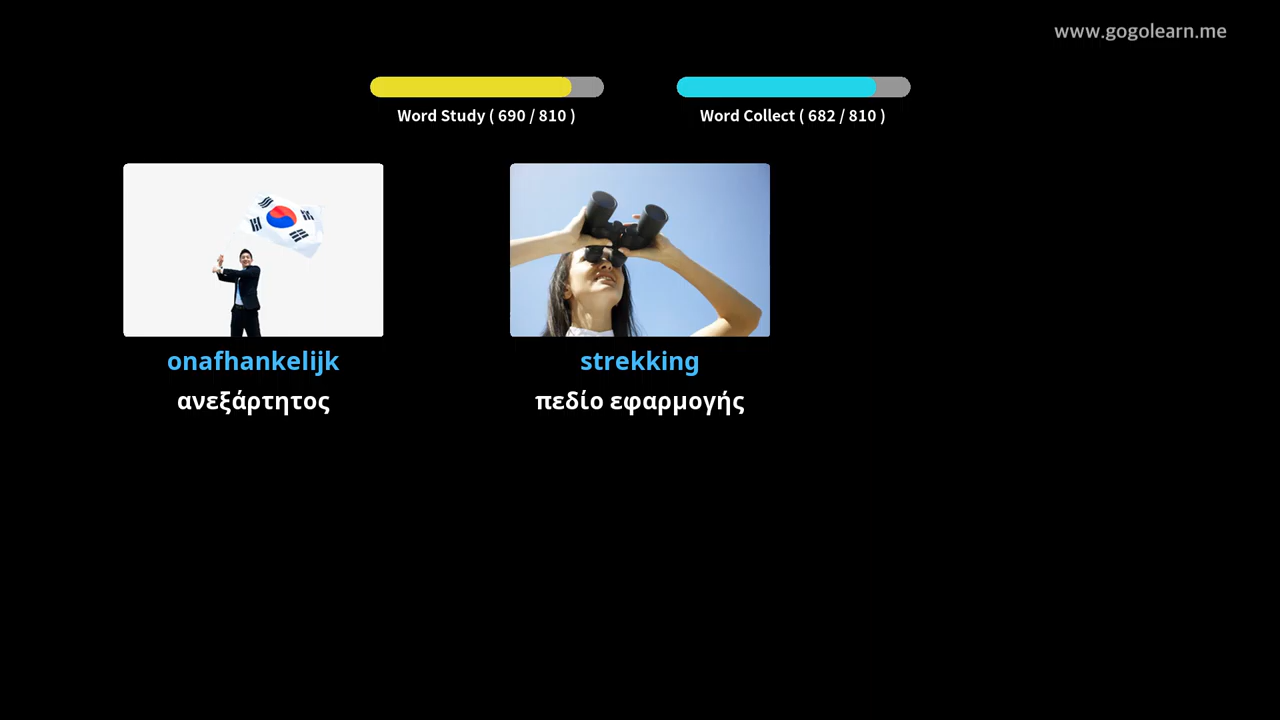 www.gogolearn.me
Word Study ( 690 / 810 )
Word Collect ( 682 / 810 )
onafhankelijk
ανεξάρτητος
strekking
πεδίο εφαρμογής